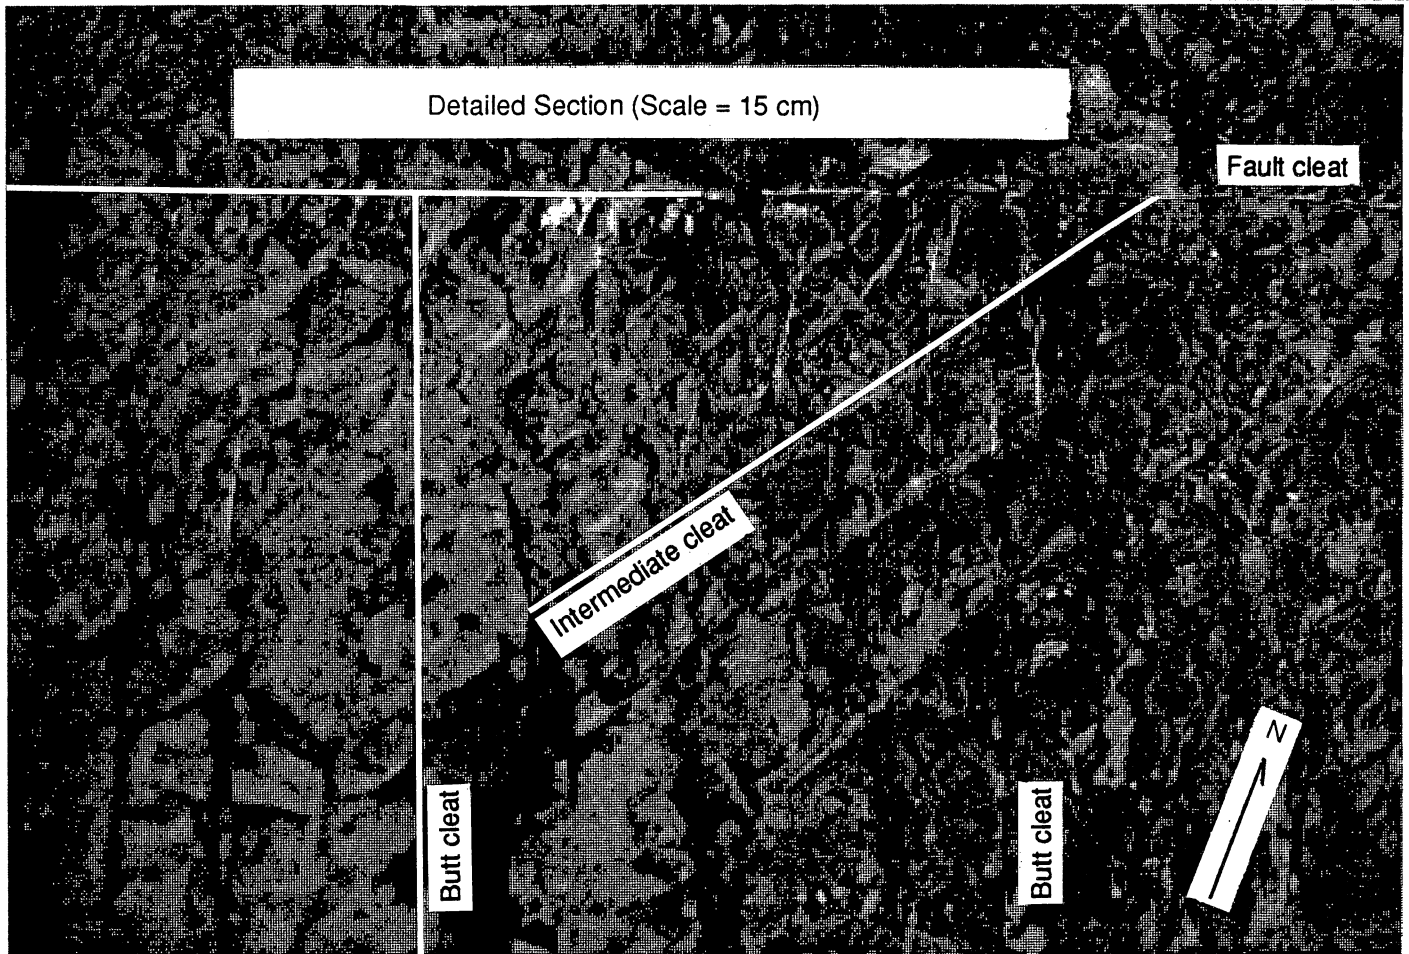 Detailed Section (Scale = 15 cm)
Fault cleat
Intermediate cleat
Butt cleat
Butt cleat
N